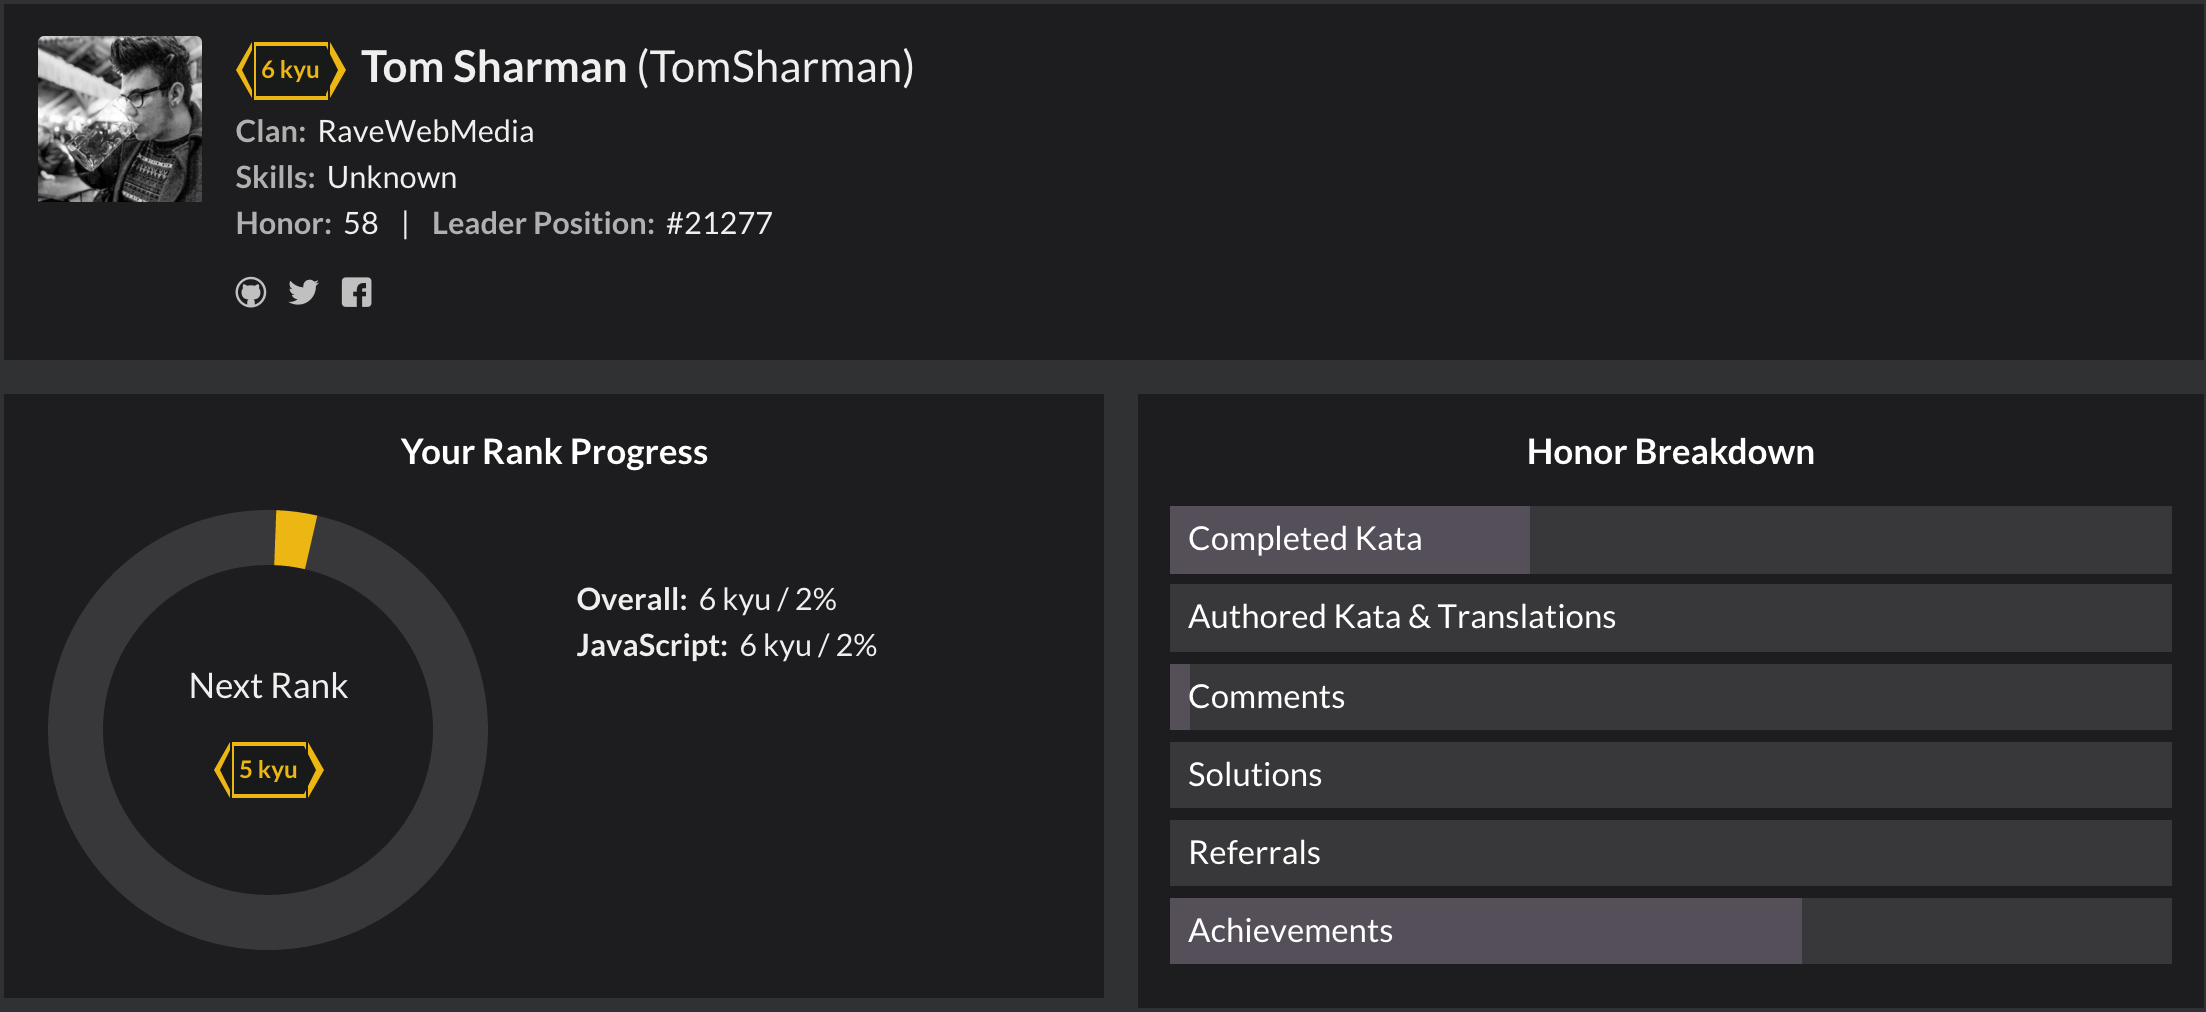 6 kyu Tom Sharman (TomSharman)
Clan: RaveWebMedia
Skills: Unknown
Honor: 58 | Leader Position: #21277
Your Rank Progress
Next Rank
5 kyu
Overall: 6 kyu / 2%
JavaScript: 6 kyu / 2%
Honor Breakdown
Completed Kata
Authored Kata & Translations
Comments
Solutions
Referrals
Achievements